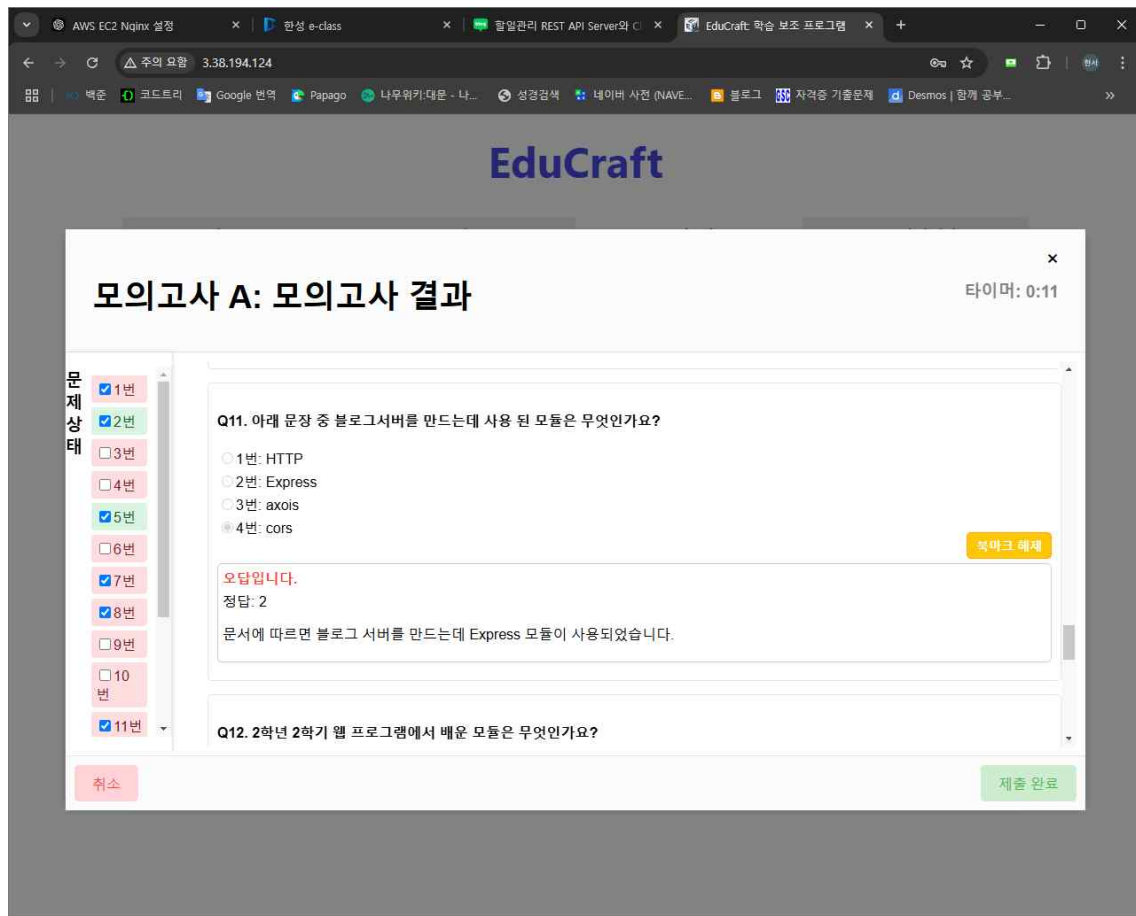 AWS EC2 Nginx 설정
한성 e-class
할일관리 REST API Server와 Cl
EduCraft: 학습 보조 프로그램
주의 요함 3.38.194.124
현서
백준
코드트리
Google 번역
Papago
나무위키:대문 - 나...
성경검색
네이버 사전 (NAVE...
블로그
자격증 기출문제
Desmos | 함께 공부...
EduCraft
모의고사 A: 모의고사 결과
타이머: 0:11
문제상태
1번
2번
3번
4번
5번
6번
7번
8번
9번
10
번
11번
Q11. 아래 문장 중 블로그서버를 만드는데 사용 된 모듈은 무엇인가요?
1번: HTTP
2번: Express
3번: axois
4번: cors
북마크 해제
오답입니다.
정답: 2
문서에 따르면 블로그 서버를 만드는데 Express 모듈이 사용되었습니다.
Q12. 2학년 2학기 웹 프로그램에서 배운 모듈은 무엇인가요?
취소
제출 완료